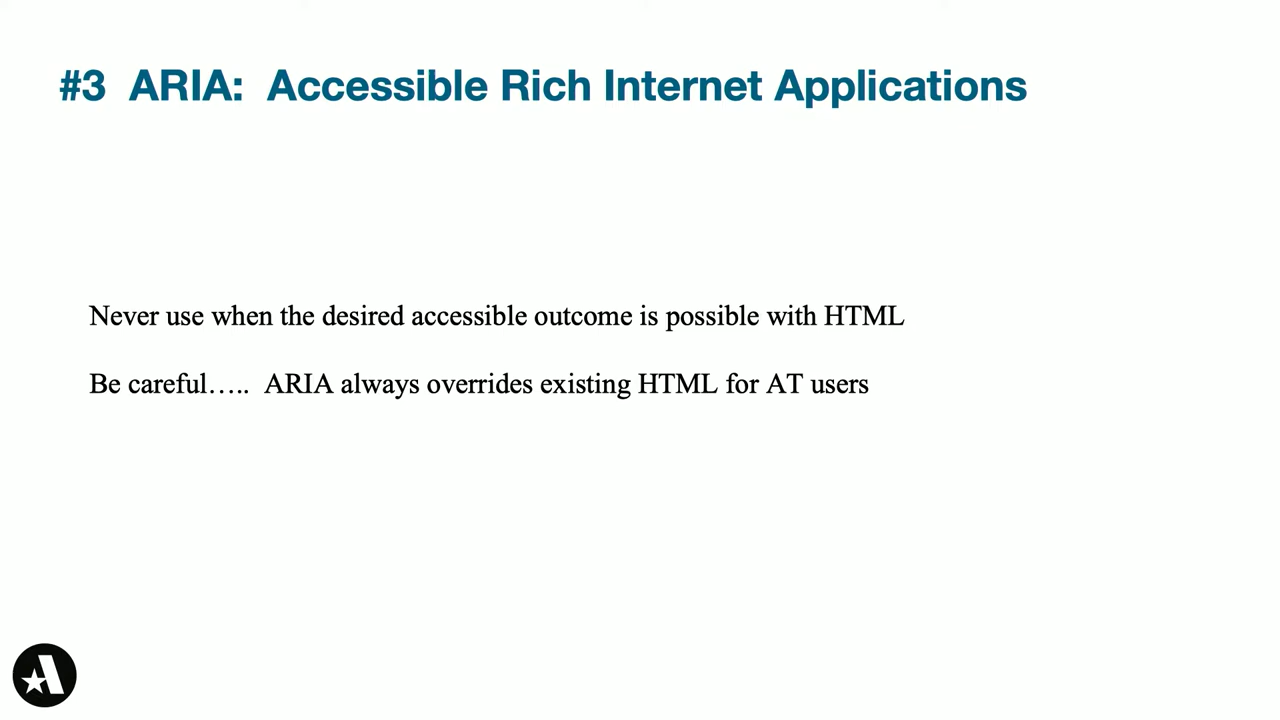 #3 ARIA: Accessible Rich Internet Applications
Never use when the desired accessible outcome is possible with HTML
Be careful….. ARIA always overrides existing HTML for AT users